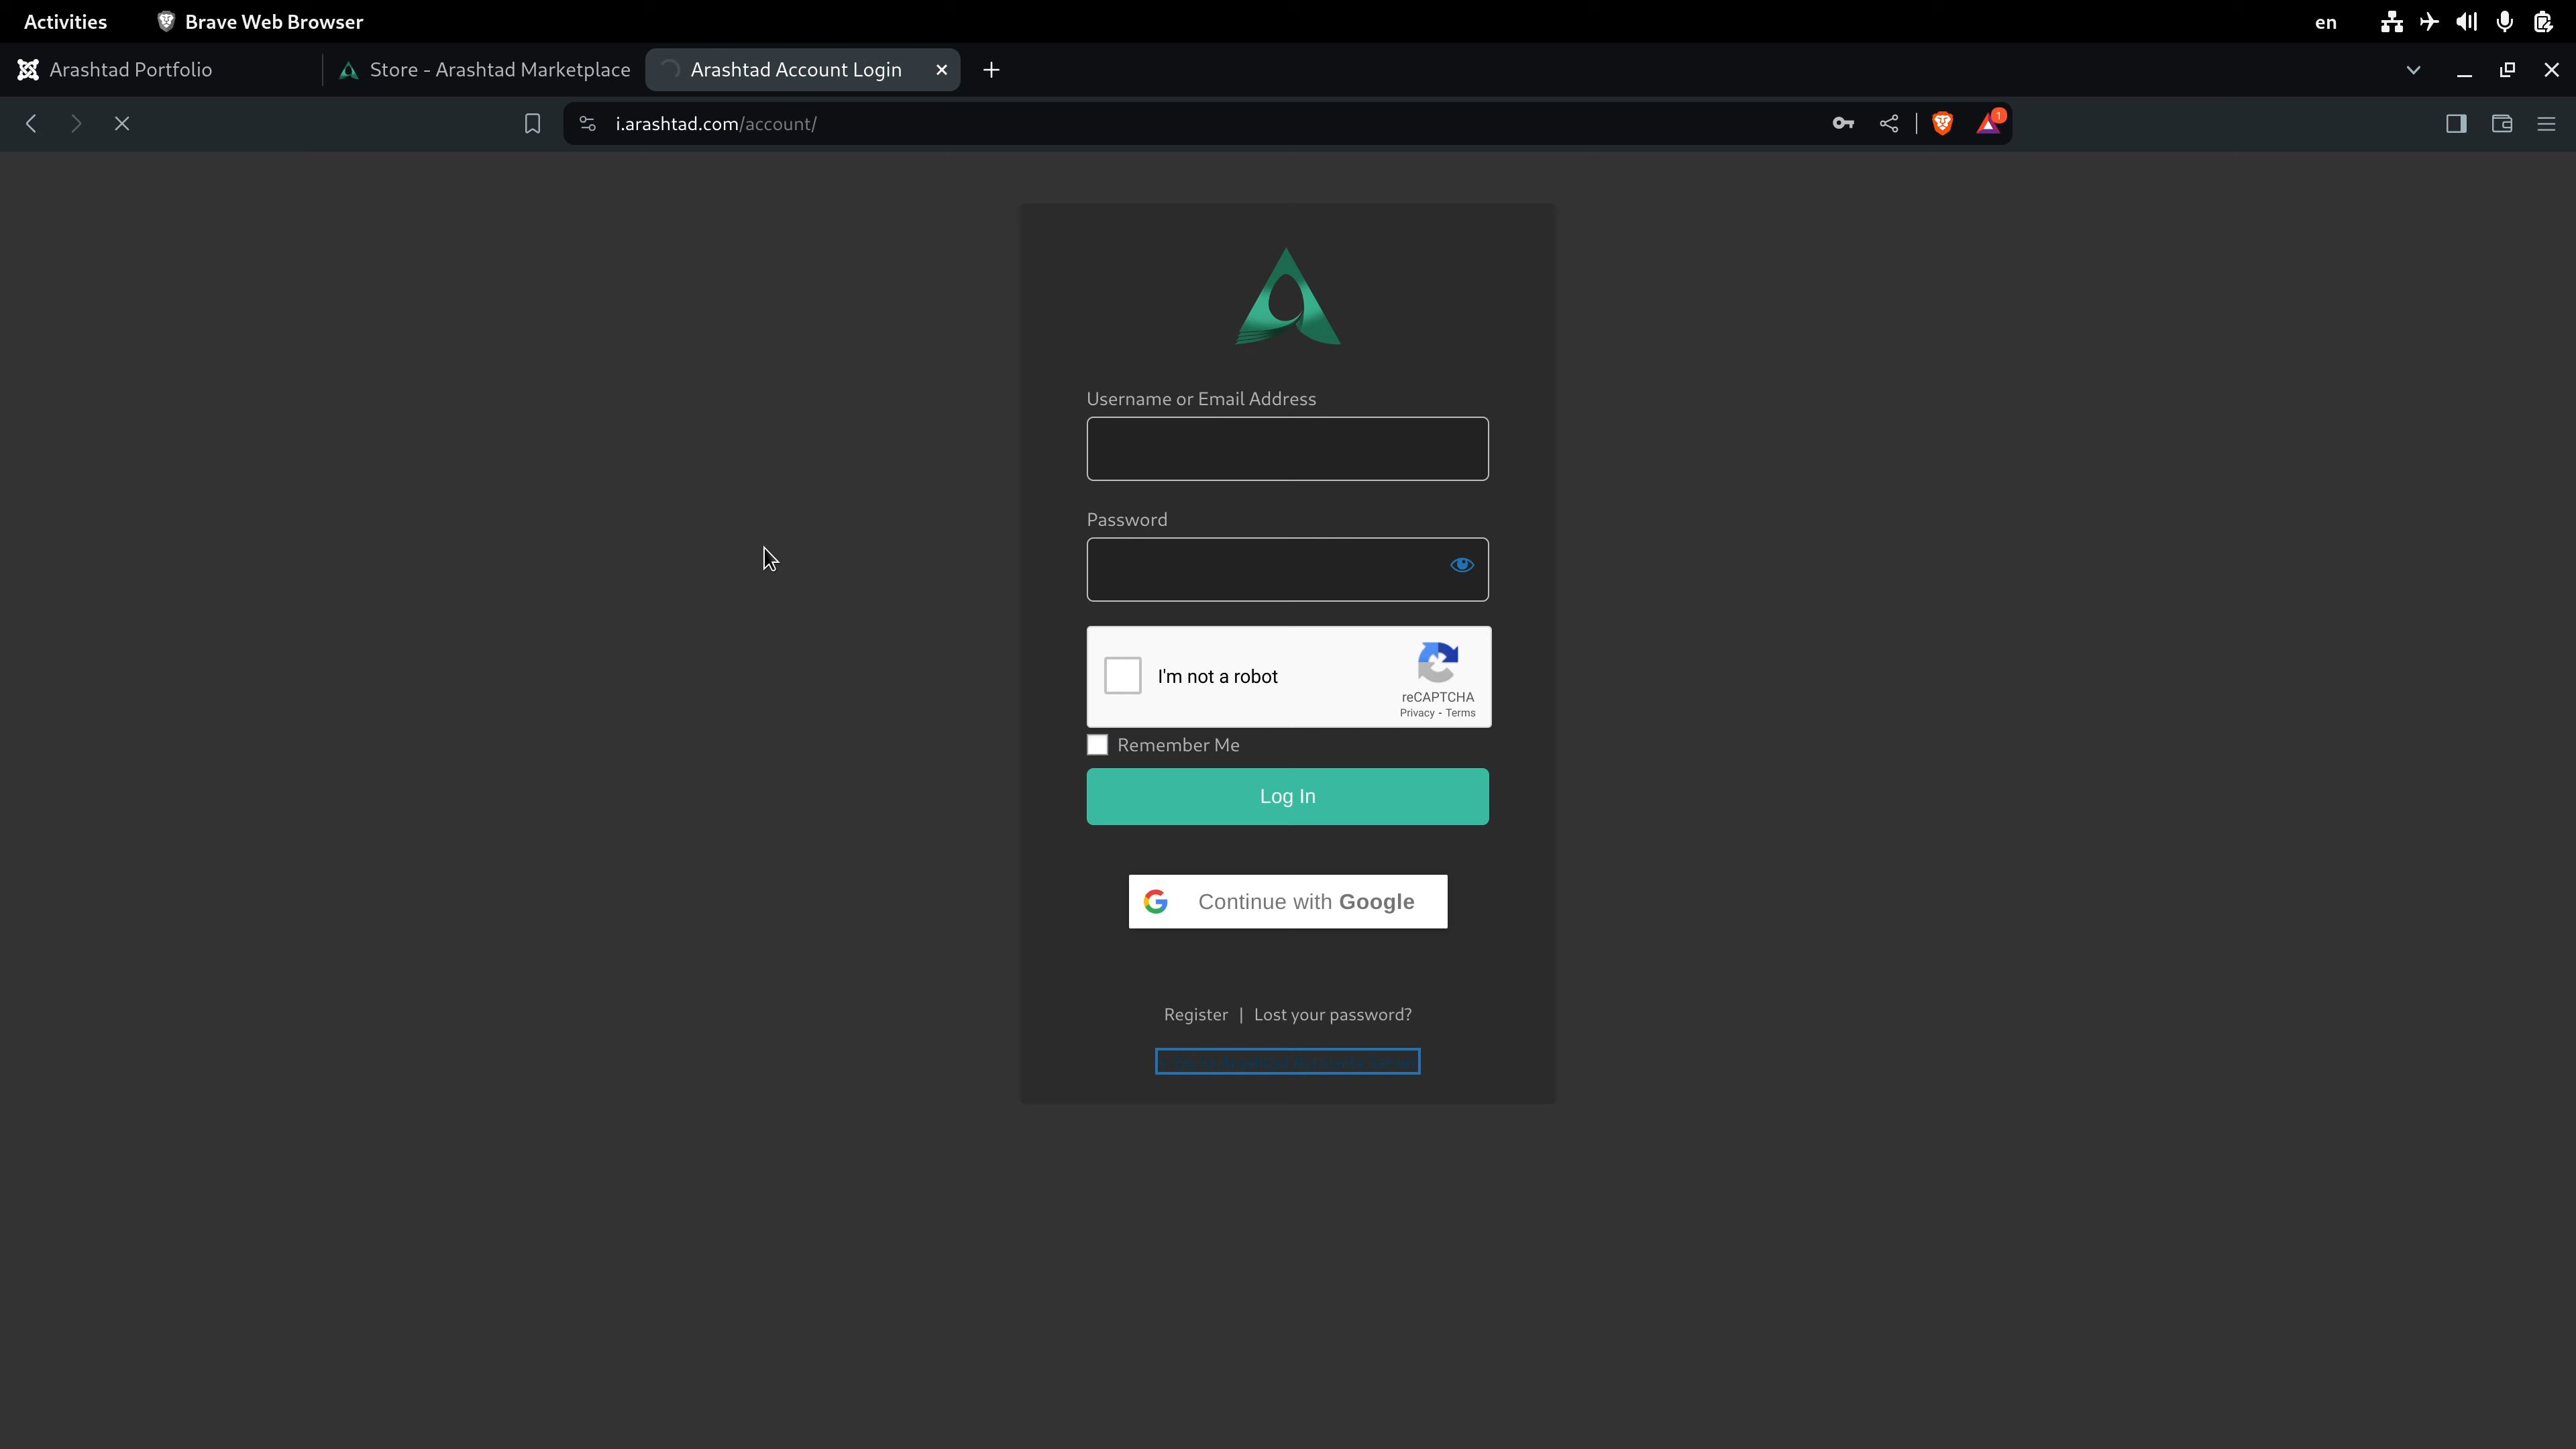 Activities Brave Web Browser en
Arashtad Portfolio Store - Arashtad Marketplace Arashtad Account Login
i.arashtad.com/account/ 1
Username or Email Address
Password
I'm not a robot
reCAPTCHA
Privacy - Terms
Remember Me
Log In
Continue with Google
Register | Lost your password?